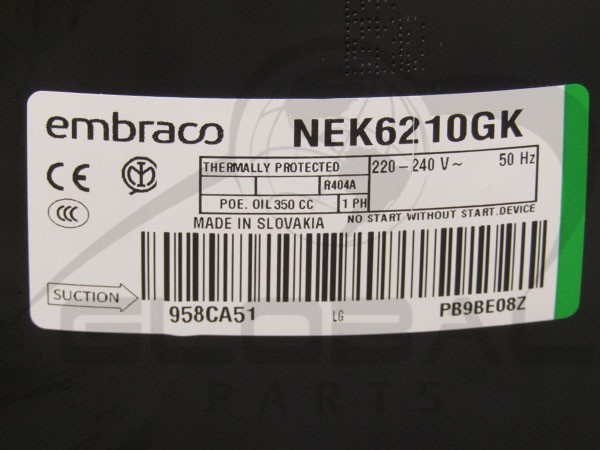 embraco NEK6210GK
CE
CCC
THERMALLY PROTECTED
R404A
POE. OIL 350 CC 1 PH
220 - 240 V ~ 50 Hz
MADE IN SLOVAKIA NO START WITHOUT START.DEVICE
SUCTION
958CA51 LG PB9BE08Z
GLOBAL
PARTS